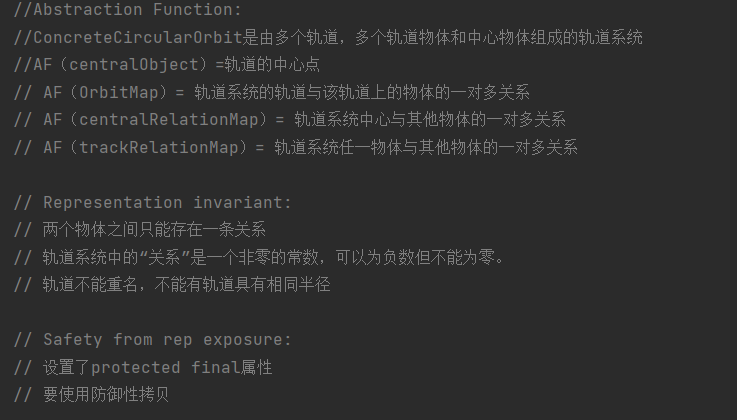 //Abstraction Function:
//ConcreteCircularOrbit是由多个轨道，多个轨道物体和中心物体组成的轨道系统
//AF（centralObject）=轨道的中心点
// AF（OrbitMap）= 轨道系统的轨道与该轨道上的物体的一对多关系
// AF（centralRelationMap）= 轨道系统中心与其他物体的一对多关系
// AF（trackRelationMap）= 轨道系统任一物体与其他物体的一对多关系
// Representation invariant:
// 两个物体之间只能存在一条关系
// 轨道系统中的“关系”是一个非零的常数，可以为负数但不能为零。
// 轨道不能重名，不能有轨道具有相同半径
// Safety from rep exposure:
// 设置了protected final属性
// 要使用防御性拷贝